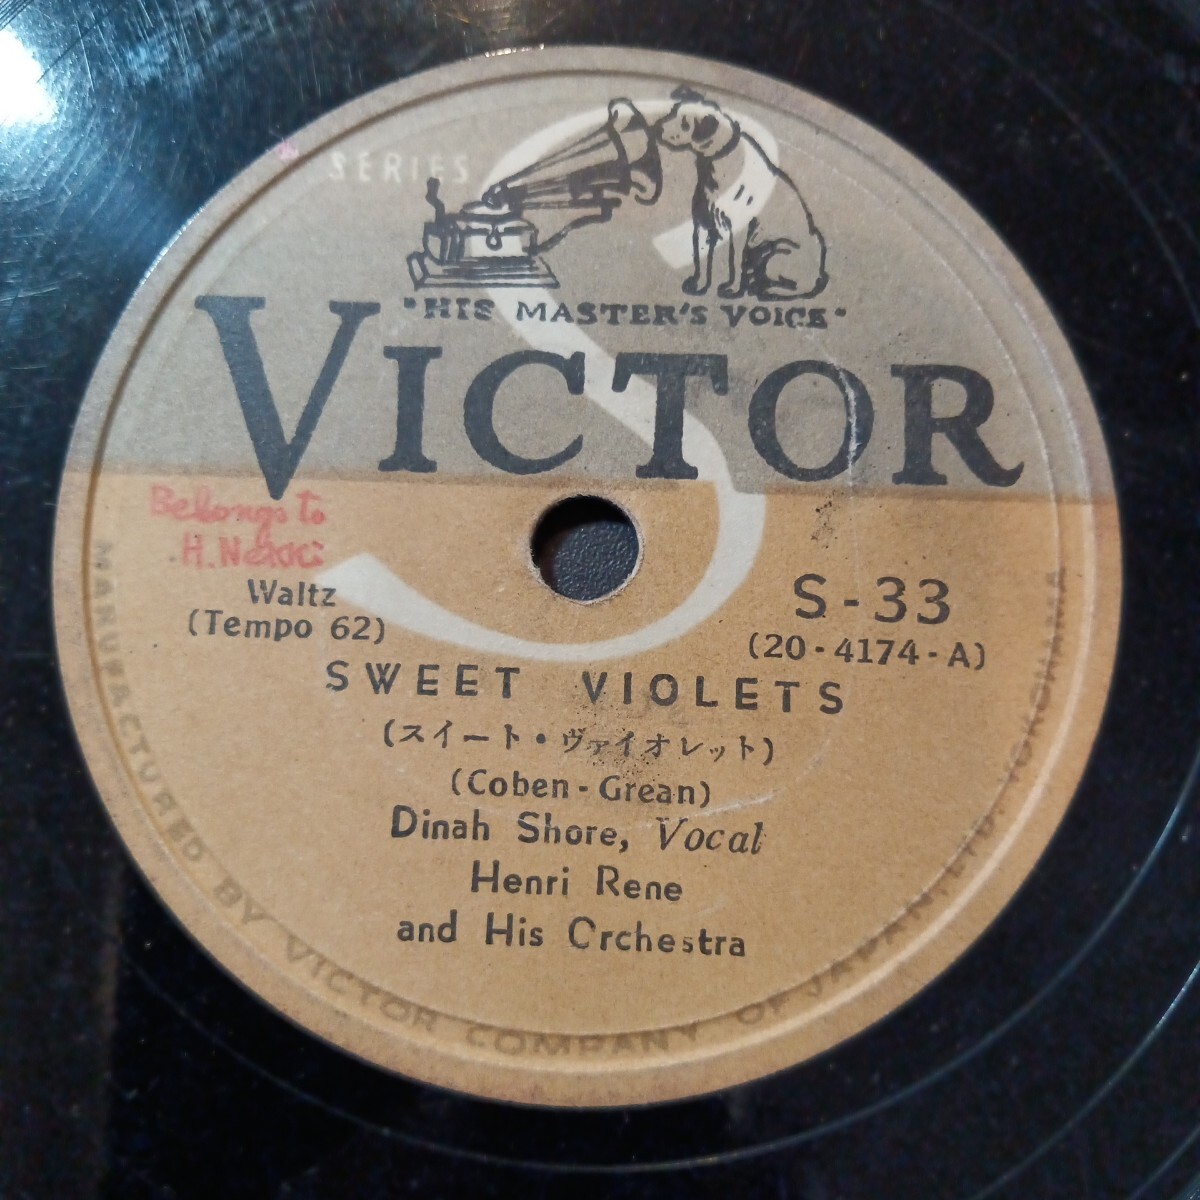 SERIES
"HIS MASTER'S VOICE"
VICTOR
Belongs to
H.
Waltz
(Tempo 62)
S-33
(20-4174-A)
SWEET VIOLETS
(スイート・ヴァイオレット)
(Coben-Grean)
Dinah Shore, Vocal
Henri Rene
and His Crchestra
MANUFACTURED BY VICTOR COMPANY OF JAPAN, LTD. YOKOHAMA